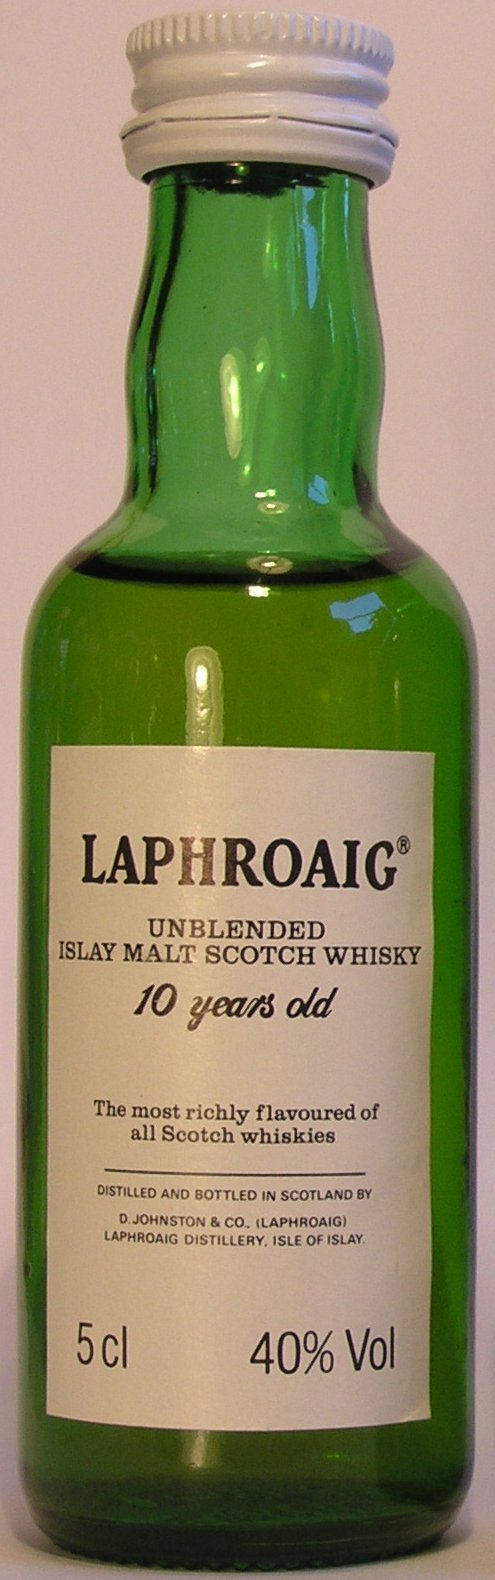 LAPHROAIG®
UNBLENDED
ISLAY MALT SCOTCH WHISKY
10 years old
The most richly flavoured of
all Scotch whiskies
DISTILLED AND BOTTLED IN SCOTLAND BY
D. JOHNSTON & CO., (LAPHROAIG)
LAPHROAIG DISTILLERY, ISLE OF ISLAY.
5 cl 40% Vol